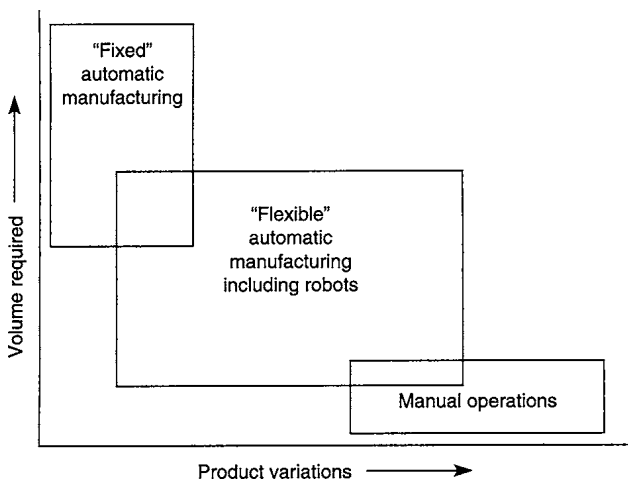 “Fixed”
automatic
manufacturing
“Flexible”
automatic
manufacturing
including robots
Manual operations
Volume required
Product variations